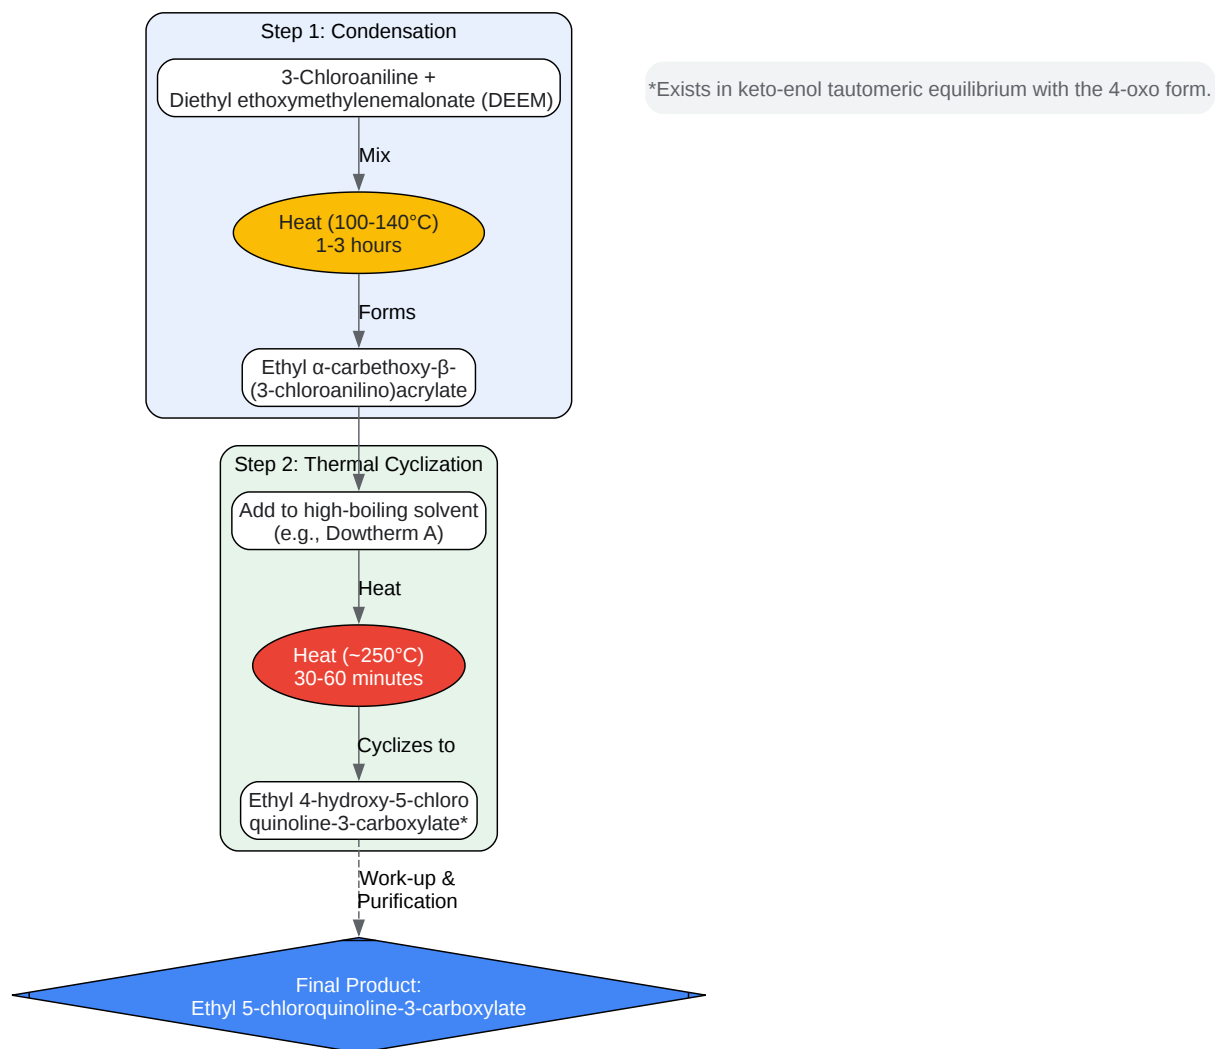 Step 1: Condensation
3-Chloroaniline +
Diethyl ethoxymethylenemalonate (DEEM)
*Exists in keto-enol tautomeric equilibrium with the 4-oxo form.
Mix
Heat (100-140°C)
1-3 hours
Forms
Ethyl α-carbethoxy-β-
(3-chloroanilino)acrylate
Step 2: Thermal Cyclization
Add to high-boiling solvent
(e.g., Dowtherm A)
Heat
Heat (~250°C)
30-60 minutes
Cyclizes to
Ethyl 4-hydroxy-5-chloro
quinoline-3-carboxylate*
Work-up &
Purification
Final Product:
Ethyl 5-chloroquinoline-3-carboxylate